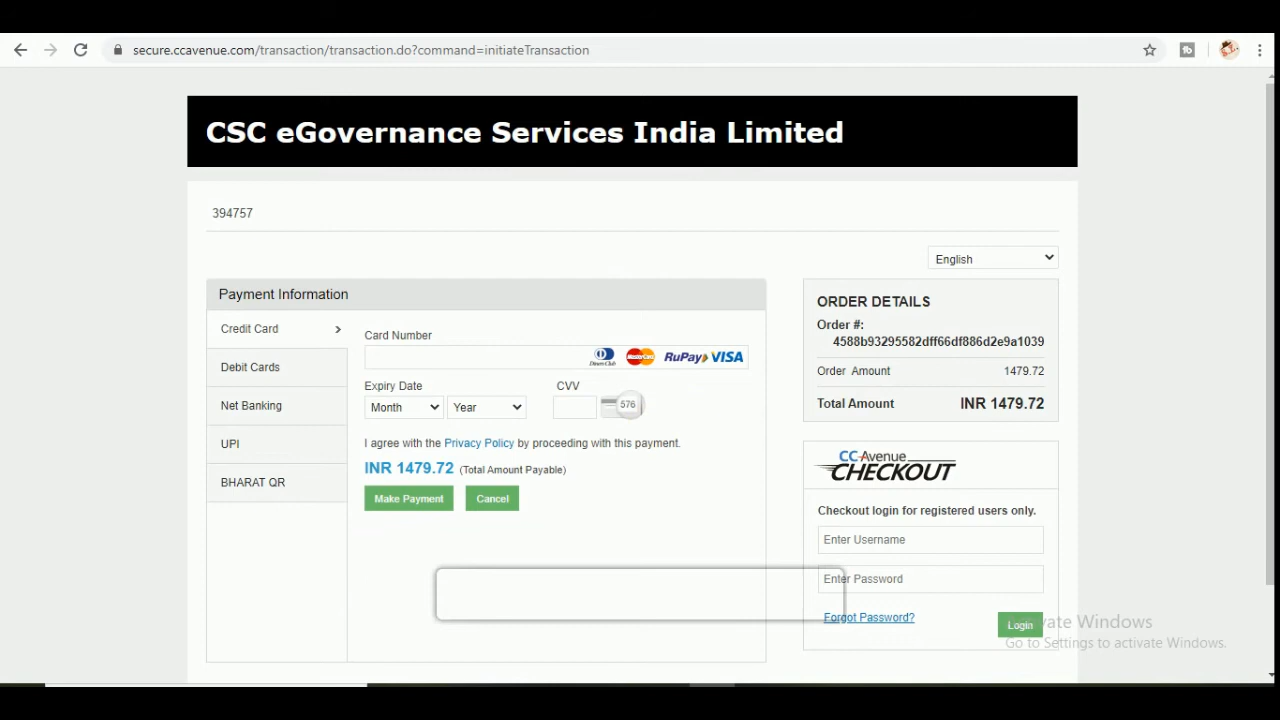 secure.ccavenue.com/transaction/transaction.do?command=initiateTransaction
CSC eGovernance Services India Limited
394757
English
Payment Information
Credit Card
Debit Cards
Net Banking
UPI
BHARAT QR
Card Number
Diners Club MasterCard RuPay VISA
Expiry Date CVV
Month Year 576
I agree with the Privacy Policy by proceeding with this payment.
INR 1479.72 (Total Amount Payable)
Make Payment Cancel
ORDER DETAILS
Order #:
4588b93295582dff66df886d2e9a1039
Order Amount 1479.72
Total Amount INR 1479.72
CCAvenue
CHECKOUT
Checkout login for registered users only.
Enter Username
Enter Password
Forgot Password?
Login
Activate Windows
Go to Settings to activate Windows.